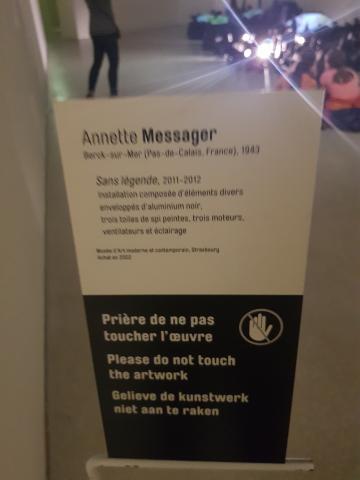 Annette Messager
Berck-sur-Mer (Pas-de-Calais, France), 1943
Sans légende, 2011-2012
Installation composée d'éléments divers
enveloppés d'aluminium noir,
trois toiles de spi peintes, trois moteurs,
ventilateurs et éclairage
Musée d'Art moderne et contemporain, Strasbourg
Achat en
Prière de ne pas
toucher l'œuvre
Please do not touch
the artwork
Gelieve de kunstwerk
niet aan te raken